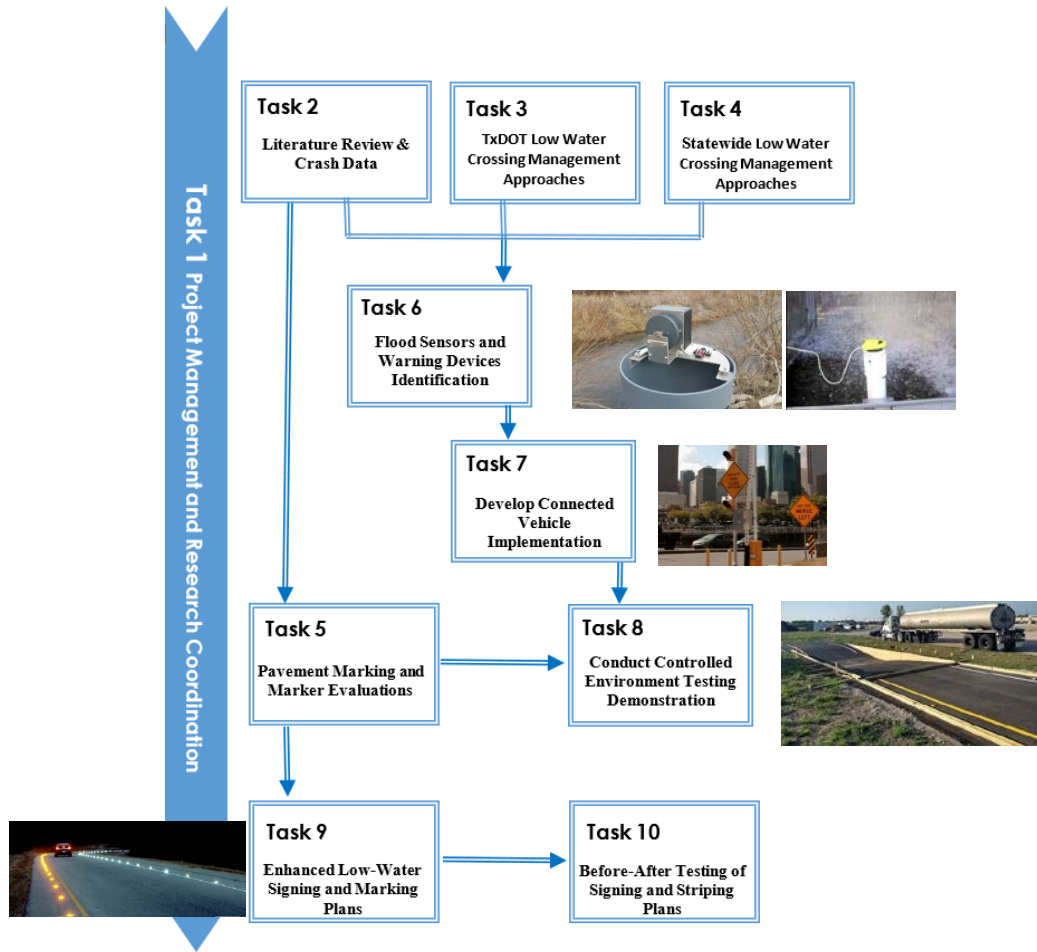 Task 1 Project Management and Research Coordination
Task 2
Literature Review &
Crash Data
Task 3
TxDOT Low Water
Crossing Management
Approaches
Task 4
Statewide Low Water
Crossing Management
Approaches
Task 6
Flood Sensors and
Warning Devices
Identification
Task 7
Develop Connected
Vehicle
Implementation
MERGE
LEFT
Task 5
Pavement Marking and
Marker Evaluations
Task 8
Conduct Controlled
Environment Testing
Demonstration
Task 9
Enhanced Low-Water
Signing and Marking
Plans
Task 10
Before-After Testing of
Signing and Striping
Plans